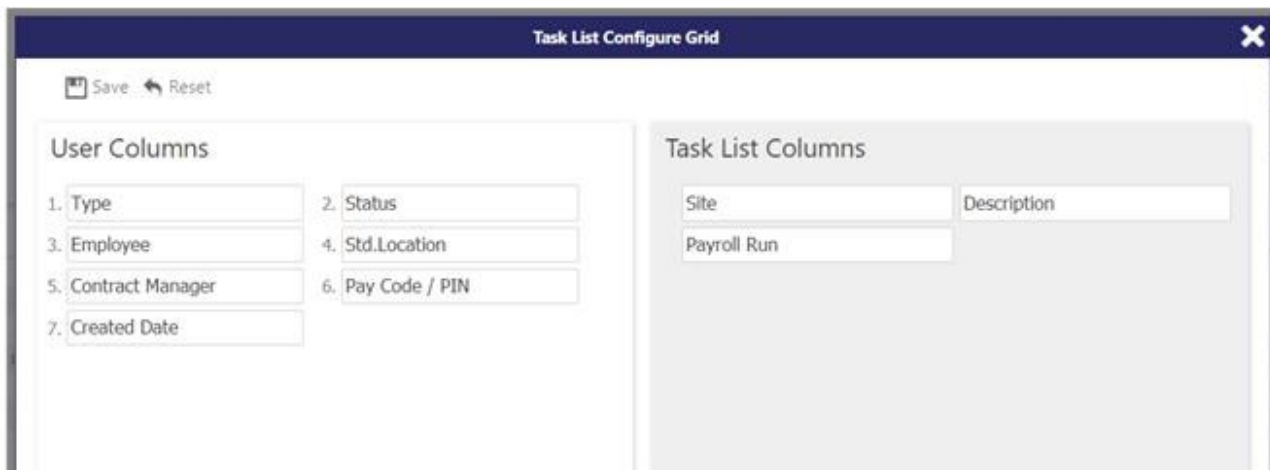 Task List Configure Grid
Save Reset
User Columns
1. Type 2. Status
3. Employee 4. Std.Location
5. Contract Manager 6. Pay Code / PIN
7. Created Date
Task List Columns
Site Description
Payroll Run